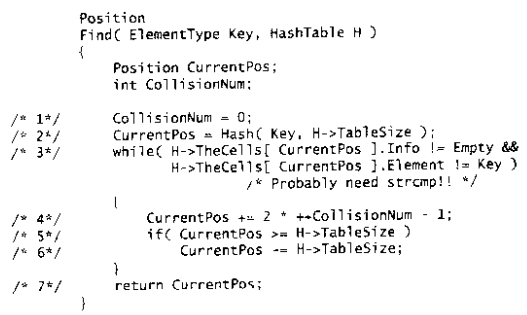 Position
Find( ElementType Key, HashTable H )
{
Position CurrentPos;
int CollisionNum;
/* 1*/ CollisionNum = 0;
/* 2*/ CurrentPos = Hash( Key, H->TableSize );
/* 3*/ while( H->TheCells[ CurrentPos ].Info != Empty &&
H->TheCells[ CurrentPos ].Element != Key )
/* Probably need strcmp!! */
{
/* 4*/ CurrentPos += 2 * ++CollisionNum - 1;
/* 5*/ if( CurrentPos >= H->TableSize )
/* 6*/ CurrentPos -= H->TableSize;
}
/* 7*/ return CurrentPos;
}